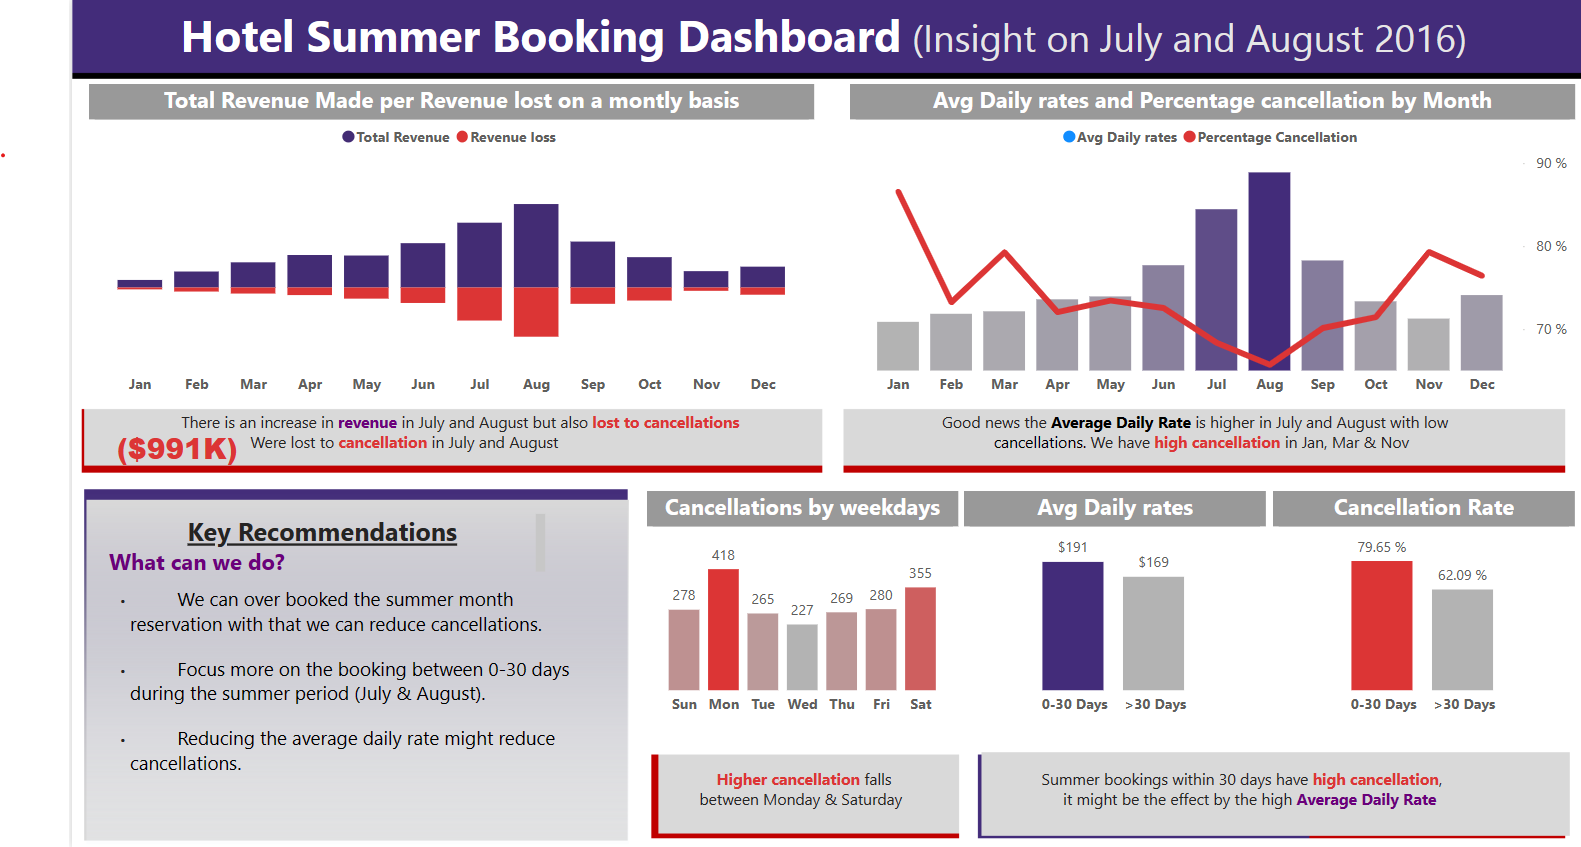 Hotel Summer Booking Dashboard (Insight on July and August 2016)
Total Revenue Made per Revenue lost on a montly basis
Total Revenue Revenue loss
Jan Feb Mar Apr May Jun Jul Aug Sep Oct Nov Dec
There is an increase in revenue in July and August but also lost to cancellations
($991K) Were lost to cancellation in July and August
Avg Daily rates and Percentage cancellation by Month
Avg Daily rates Percentage Cancellation
90 %
80 %
70 %
Jan Feb Mar Apr May Jun Jul Aug Sep Oct Nov Dec
Good news the Average Daily Rate is higher in July and August with low
cancellations. We have high cancellation in Jan, Mar & Nov
Key Recommendations
What can we do?
· We can over booked the summer month
reservation with that we can reduce cancellations.
· Focus more on the booking between 0-30 days
during the summer period (July & August).
· Reducing the average daily rate might reduce
cancellations.
Cancellations by weekdays
278 418 265 227 269 280 355
Sun Mon Tue Wed Thu Fri Sat
Higher cancellation falls
between Monday & Saturday
Avg Daily rates
$191 $169
0-30 Days >30 Days
Cancellation Rate
79.65 % 62.09 %
0-30 Days >30 Days
Summer bookings within 30 days have high cancellation,
it might be the effect by the high Average Daily Rate